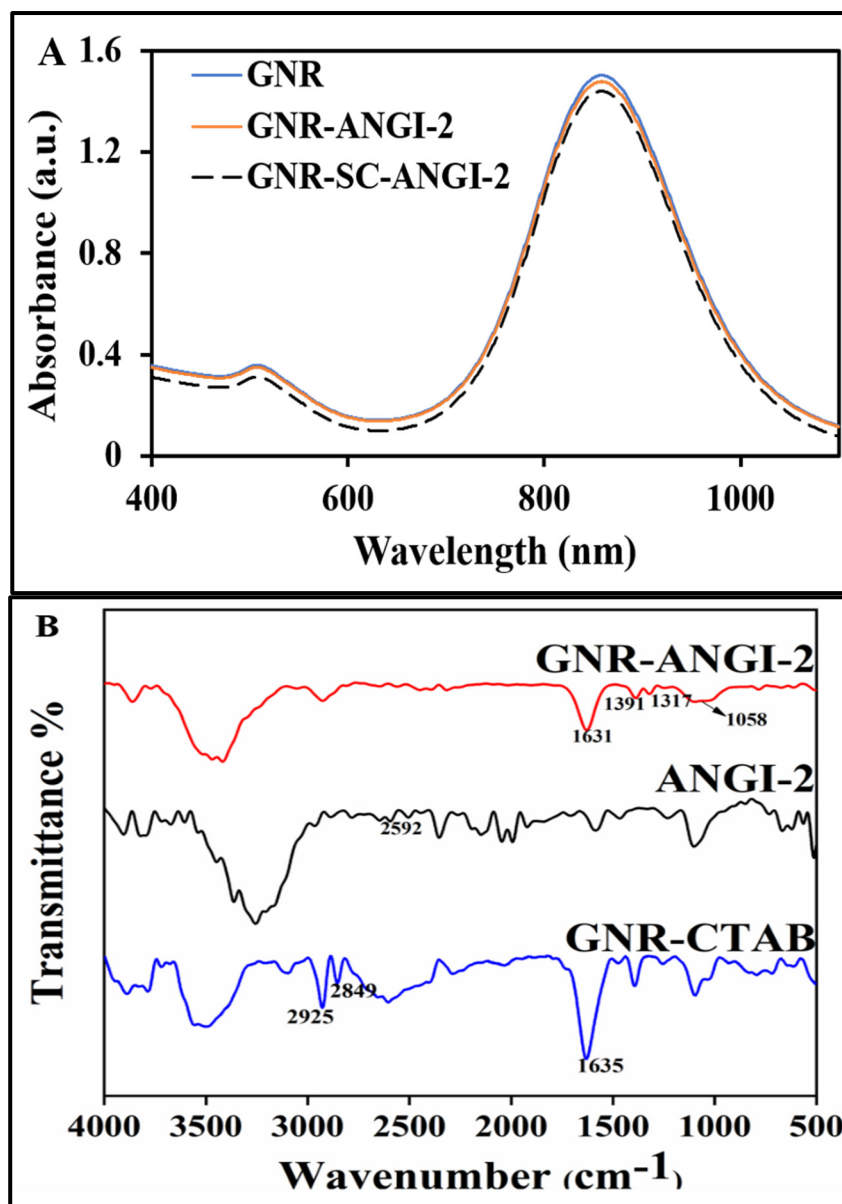 A
1.6
GNR
GNR-ANGI-2
GNR-SC-ANGI-2
1.2
0.8
0.4
0
Absorbance (a.u.)
400 600 800 1000
Wavelength (nm)
B
GNR-ANGI-2
1391 1317
1058
1631
ANGI-2
2592
GNR-CTAB
2849
2925
1635
Transmittance %
4000 3500 3000 2500 2000 1500 1000 500
Wavenumber (cm-1)